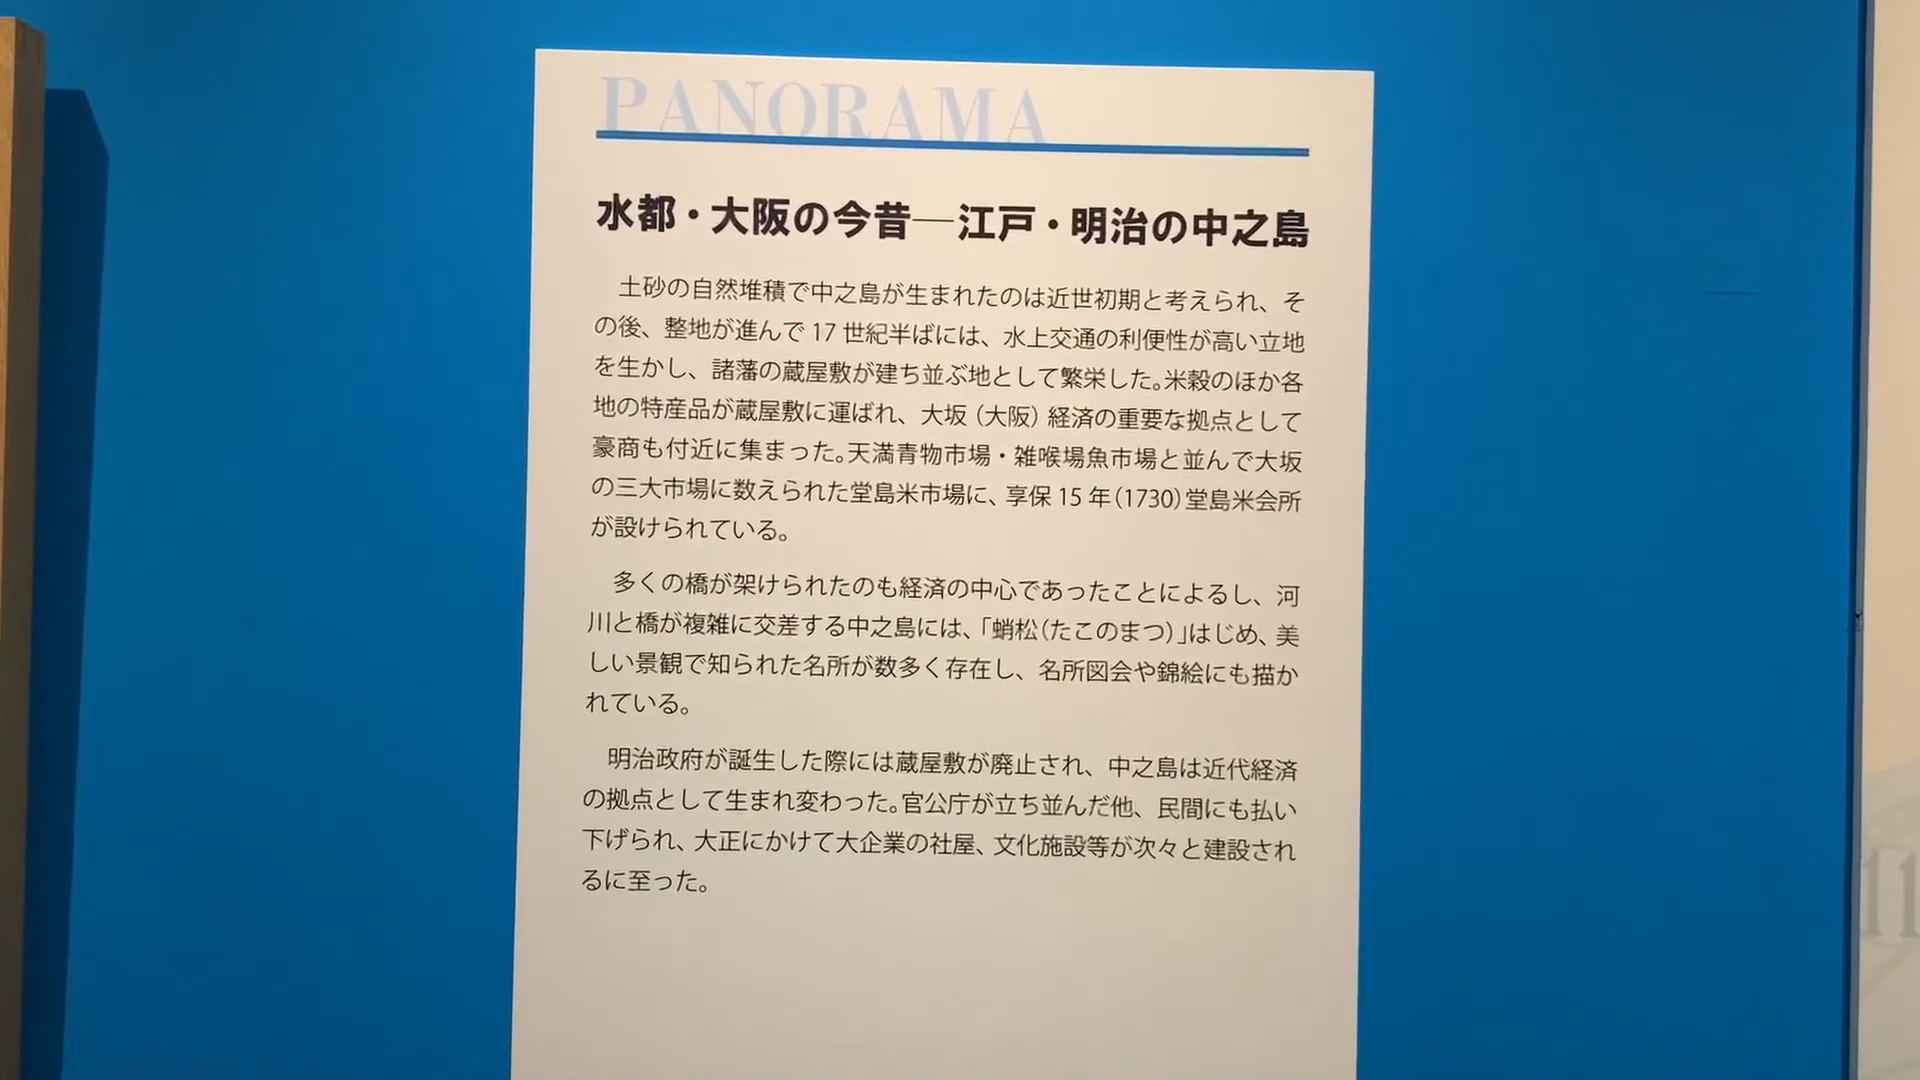 PANORAMA
水都・大阪の今昔―江戸・明治の中之島
土砂の自然堆積で中之島が生まれたのは近世初期と考えられ、そ
の後、整地が進んで 17 世紀半ばには、水上交通の利便性が高い立地
を生かし、諸藩の蔵屋敷が建ち並ぶ地として繁栄した。米穀のほか各
地の特産品が蔵屋敷に運ばれ、大坂（大阪）経済の重要な拠点として
豪商も付近に集まった。天満青物市場・雑喉場魚市場と並んで大坂
の三大市場に数えられた堂島米市場に、享保 15 年（1730）堂島米会所
が設けられている。
多くの橋が架けられたのも経済の中心であったことによるし、河
川と橋が複雑に交差する中之島には、「蛸松（たこのまつ）」はじめ、美
しい景観で知られた名所が数多く存在し、名所図会や錦絵にも描か
れている。
明治政府が誕生した際には蔵屋敷が廃止され、中之島は近代経済
の拠点として生まれ変わった。官公庁が立ち並んだ他、民間にも払い
下げられ、大正にかけて大企業の社屋、文化施設等が次々と建設され
るに至った。
11